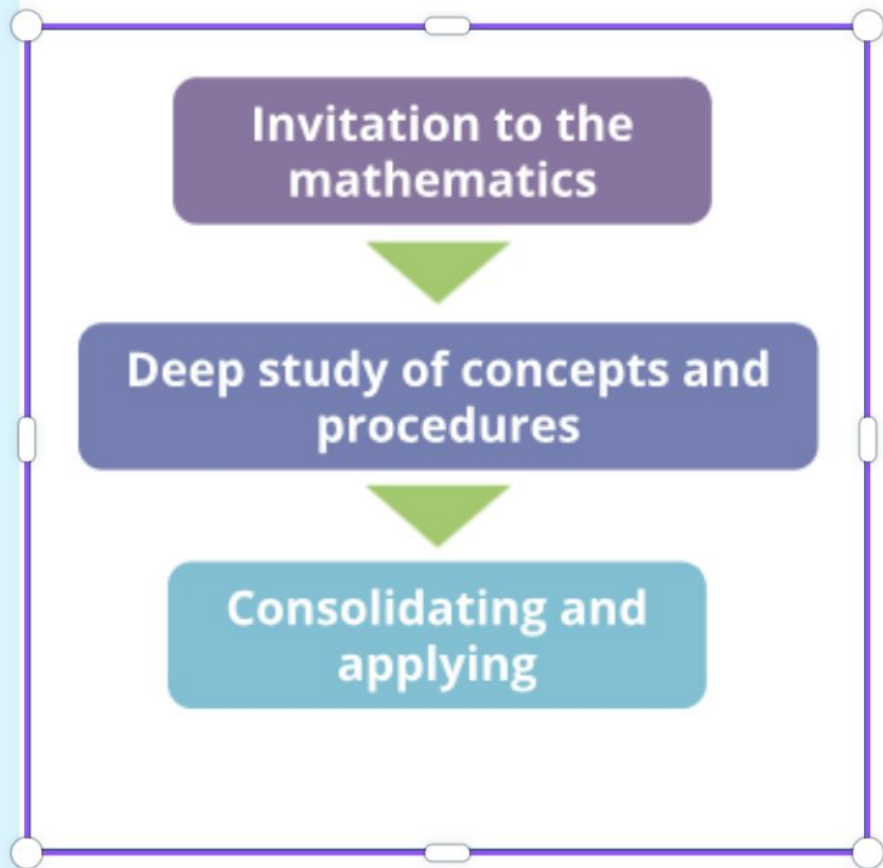 Invitation to the
mathematics
Deep study of concepts and
procedures
Consolidating and
applying